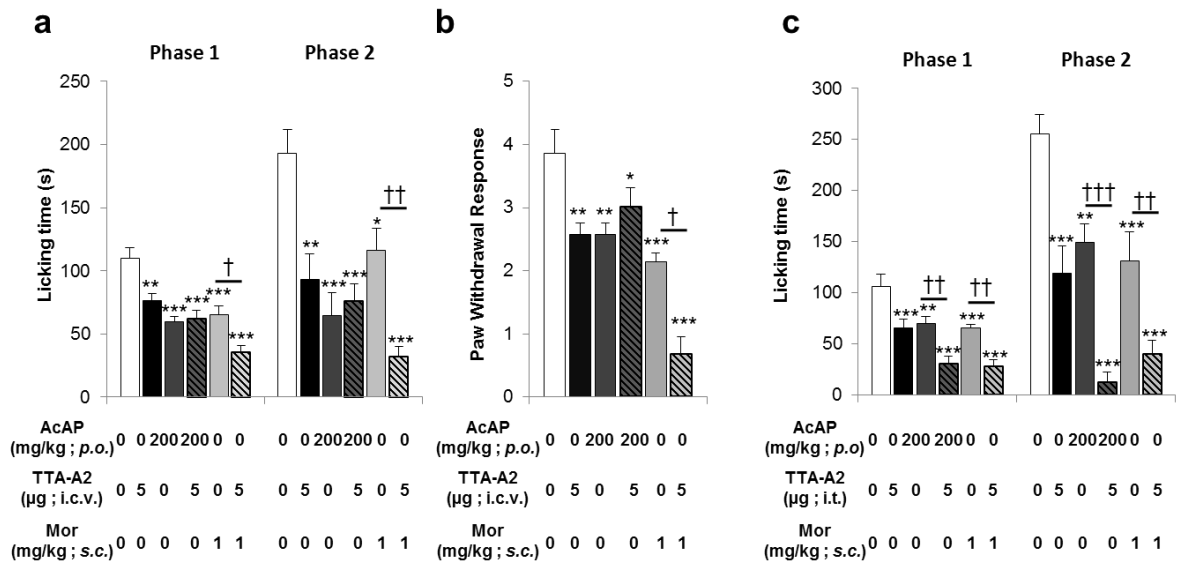 a
Phase 1
Phase 2
Licking time (s)
250
200
150
100
50
0
**
***
***
***
†
***
**
***
***
*
††
***
AcAP
(mg/kg ; p.o.)
0 0 200 200 0 0
0 0 200 200 0 0
TTA-A2
(µg ; i.c.v.)
0 5 0 5 0 5
0 5 0 5 0 5
Mor
(mg/kg ; s.c.)
0 0 0 0 1 1
0 0 0 0 1 1
b
Paw Withdrawal Response
5
4
3
2
1
0
**
**
*
***
†
***
AcAP
(mg/kg ; p.o.)
0 0 200 200 0 0
TTA-A2
(µg ; i.c.v.)
0 5 0 5 0 5
Mor
(mg/kg ; s.c.)
0 0 0 0 1 1
c
Phase 1
Phase 2
Licking time (s)
300
250
200
150
100
50
0
***
**
††
***
***
††
***
***
**
†††
***
***
††
***
AcAP
(mg/kg ; p.o)
0 0 200 200 0 0
0 0 200 200 0 0
TTA-A2
(µg ; i.t.)
0 5 0 5 0 5
0 5 0 5 0 5
Mor
(mg/kg ; s.c.)
0 0 0 0 1 1
0 0 0 0 1 1